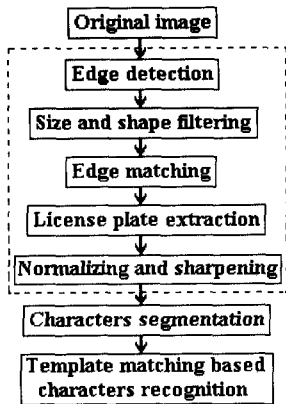 Original image
Edge detection
Size and shape filtering
Edge matching
License plate extraction
Normalizing and sharpening
Characters segmentation
Template matching based
characters recognition